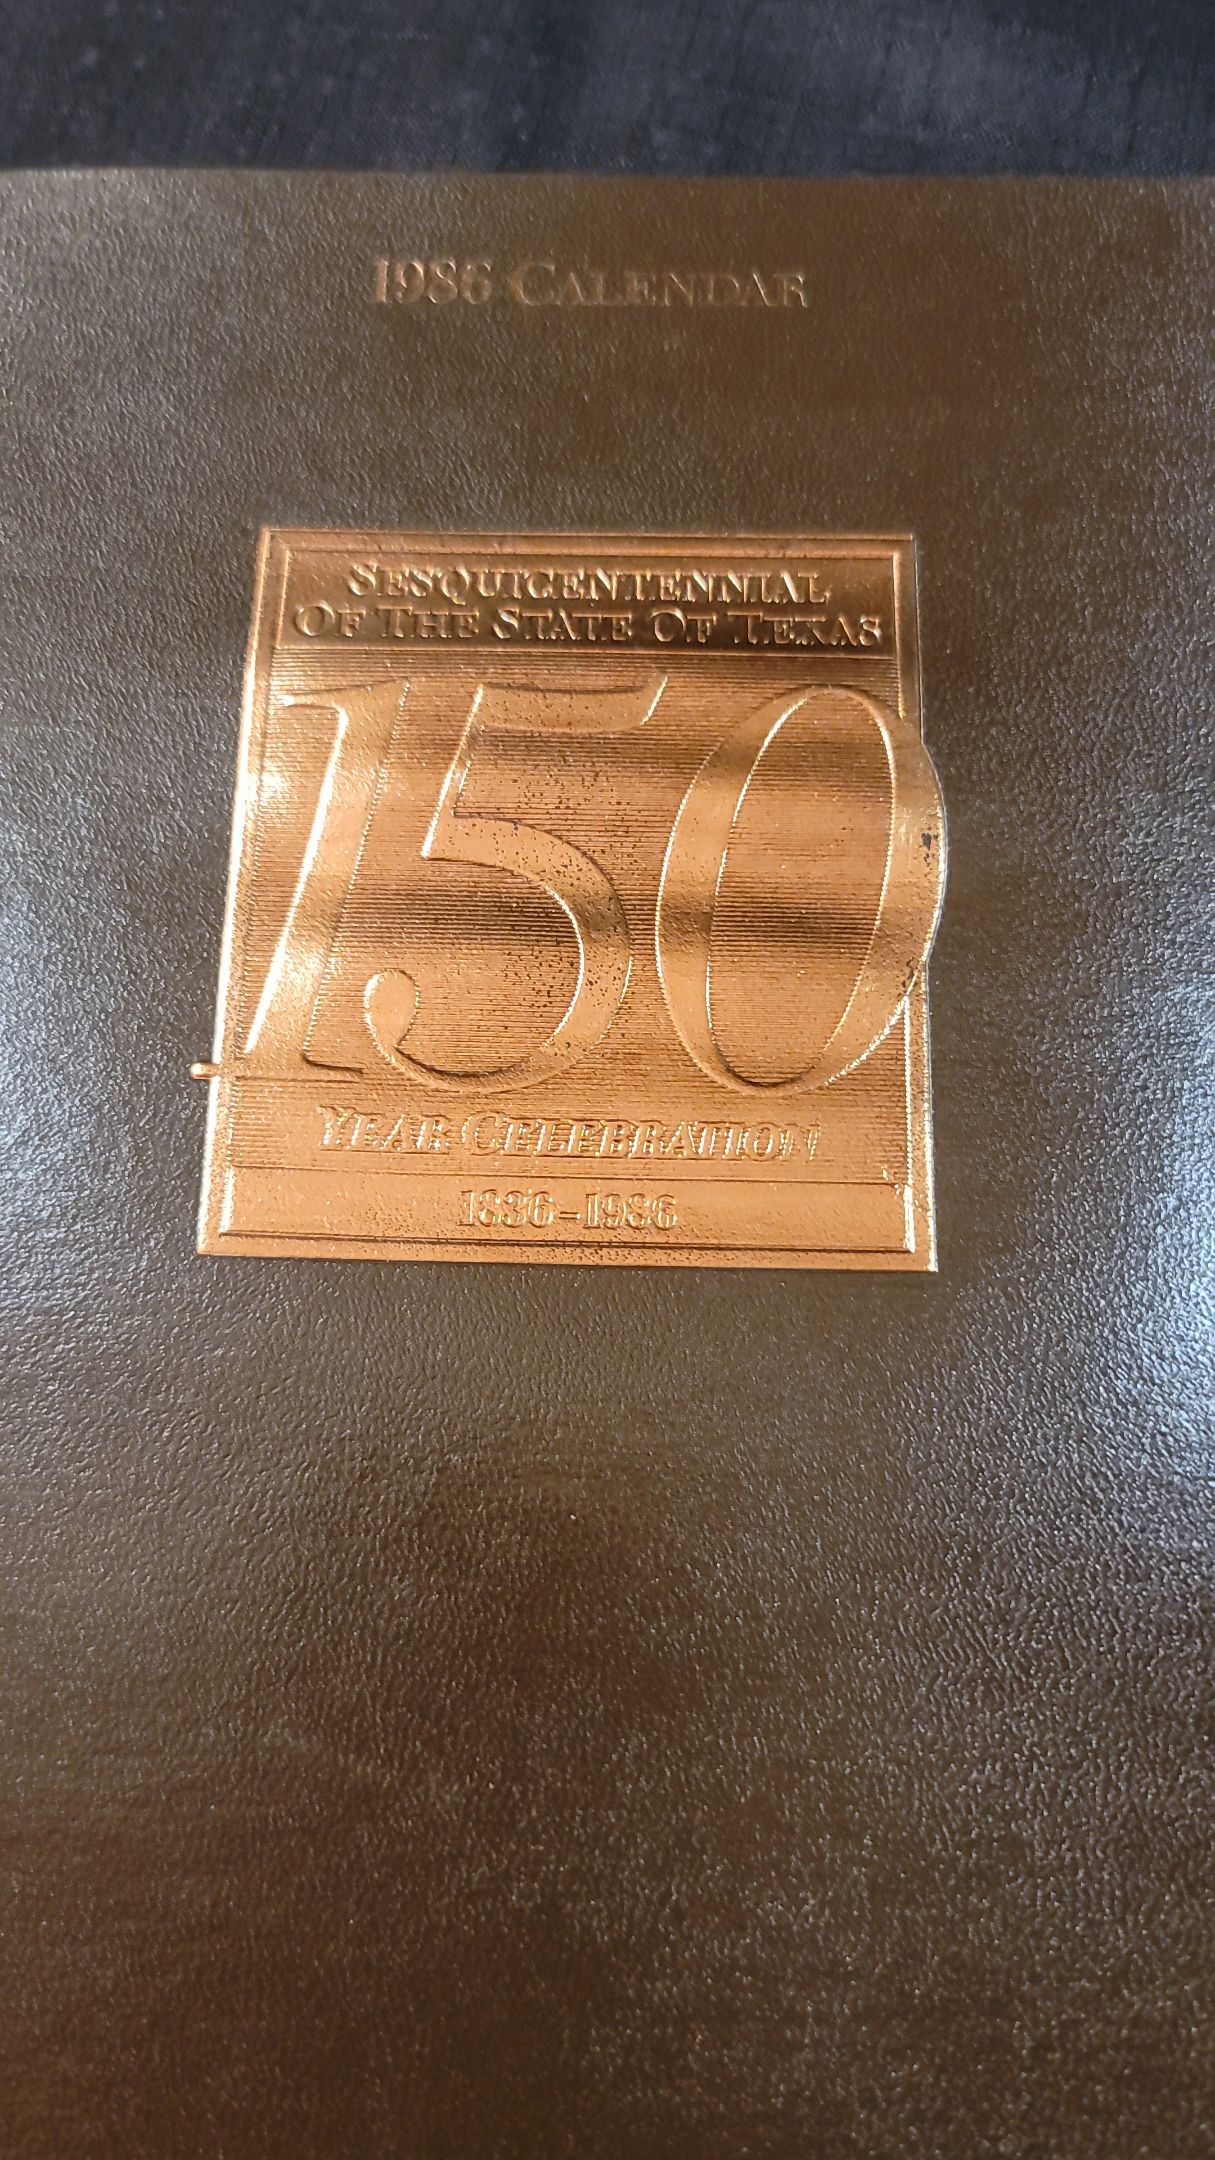 1986 CALENDAR
SESQUICENTENNIAL
OF THE STATE OF TEXAS
150
YEAR CELEBRATION
1836-1986